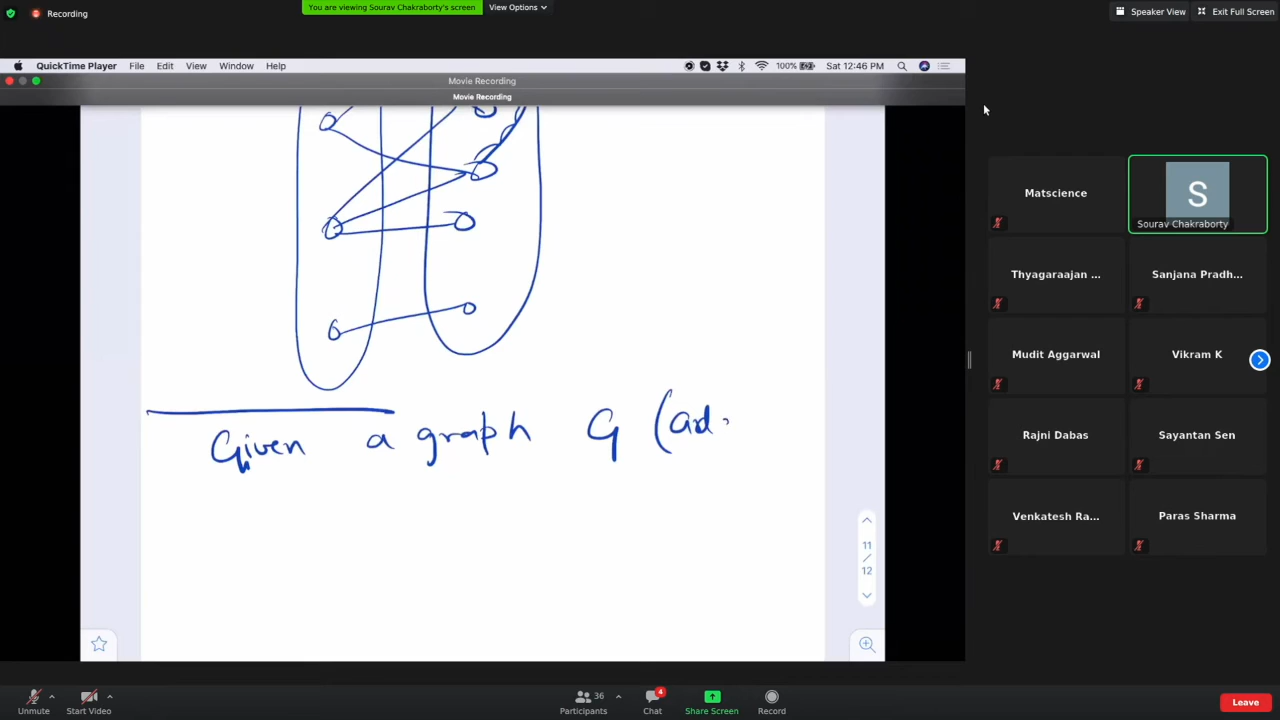 Recording
You are viewing Sourav Chakraborty's screen
View Options
Speaker View
Exit Full Screen
QuickTime Player File Edit View Window Help
100%
Sat 12:46 PM
Movie Recording
Movie Recording
Given a graph G (ad
11
/
12
Matscience
S
Sourav Chakraborty
Thyagaraajan ...
Sanjana Pradh...
Mudit Aggarwal
Vikram K
Rajni Dabas
Sayantan Sen
Venkatesh Ra...
Paras Sharma
Unmute
Start Video
36
Participants
4
Chat
Share Screen
Record
Leave